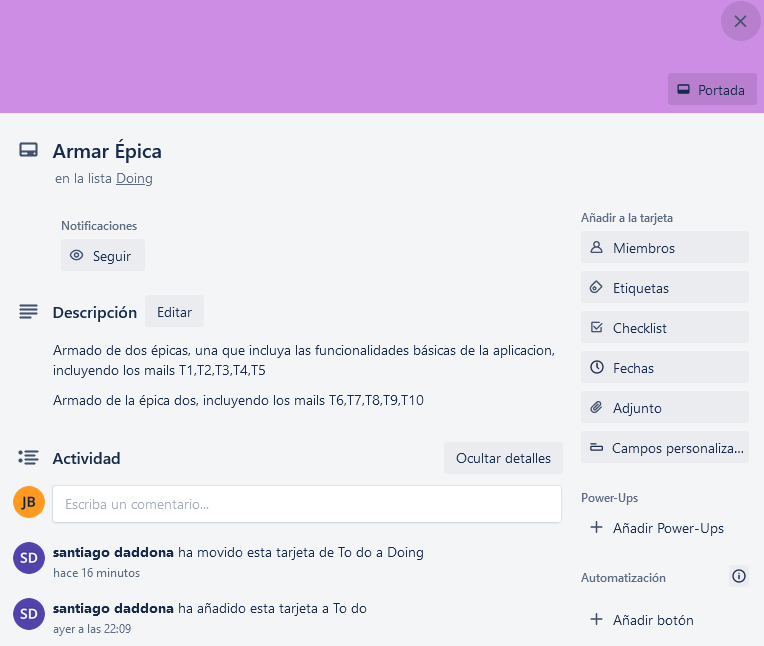 Portada
Armar Épica
en la lista Doing
Notificaciones
Seguir
Descripción
Editar
Armado de dos épicas, una que incluya las funcionalidades básicas de la aplicacion,
incluyendo los mails T1,T2,T3,T4,T5
Armado de la épica dos, incluyendo los mails T6,T7,T8,T9,T10
Actividad
Ocultar detalles
JB
Escriba un comentario...
SD
santiago daddona ha movido esta tarjeta de To do a Doing
hace 16 minutos
SD
santiago daddona ha añadido esta tarjeta a To do
ayer a las 22:09
Añadir a la tarjeta
Miembros
Etiquetas
Checklist
Fechas
Adjunto
Campos personaliza...
Power-Ups
Añadir Power-Ups
Automatización
Añadir botón